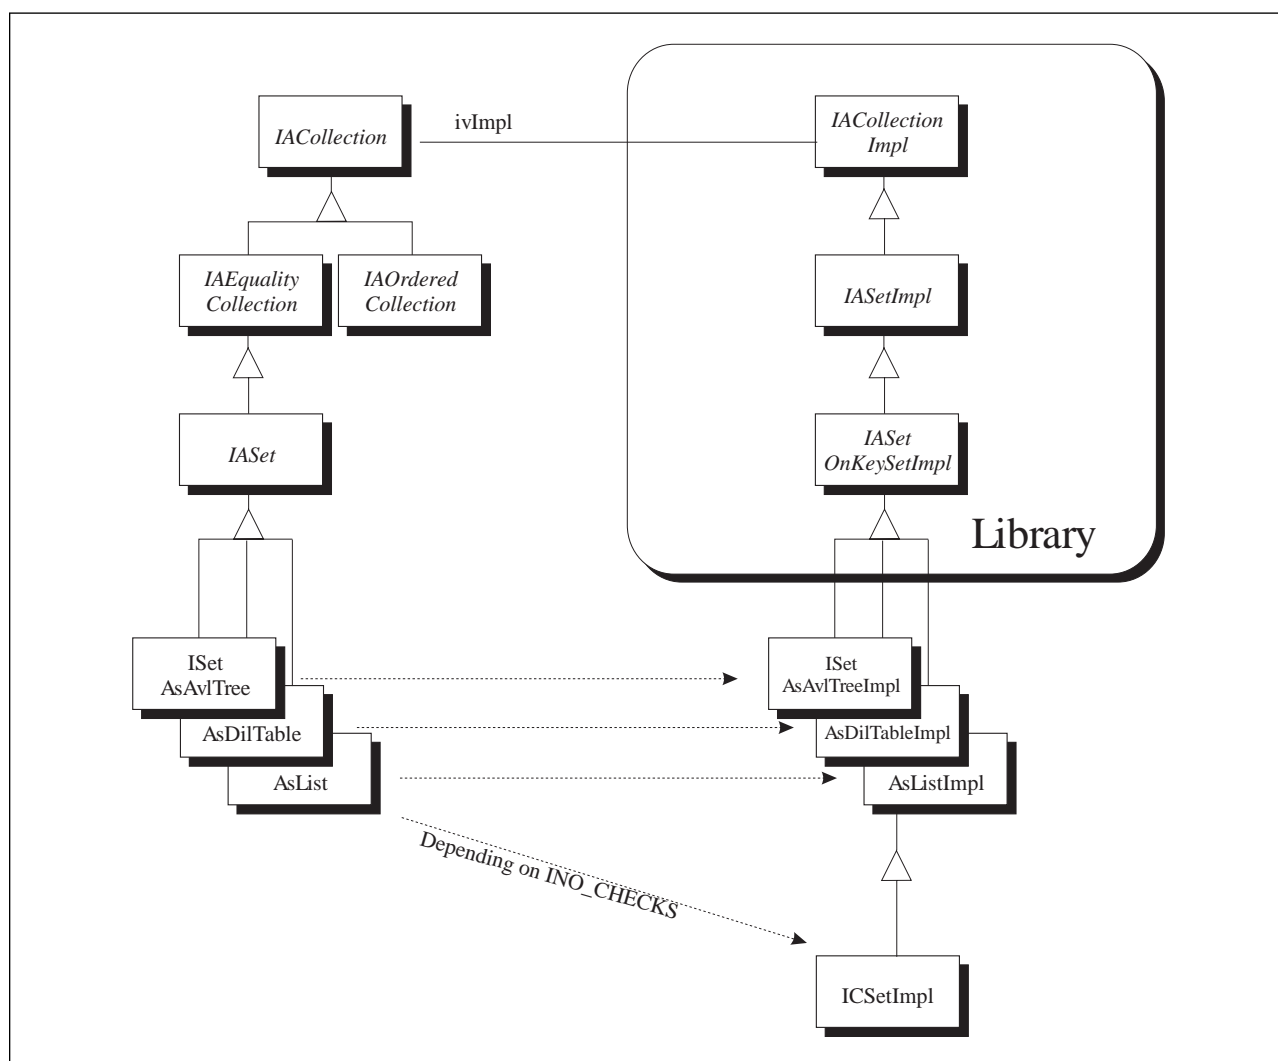 IACollection
ivImpl
IACollection
Impl
IAEquality
Collection
IAOrdered
Collection
IASetImpl
IASet
IASet
OnKeySetImpl
Library
ISet
AsAvlTree
ISet
AsAvlTreeImpl
AsDilTable
AsDilTableImpl
AsList
AsListImpl
Depending on INO_CHECKS
ICSetImpl